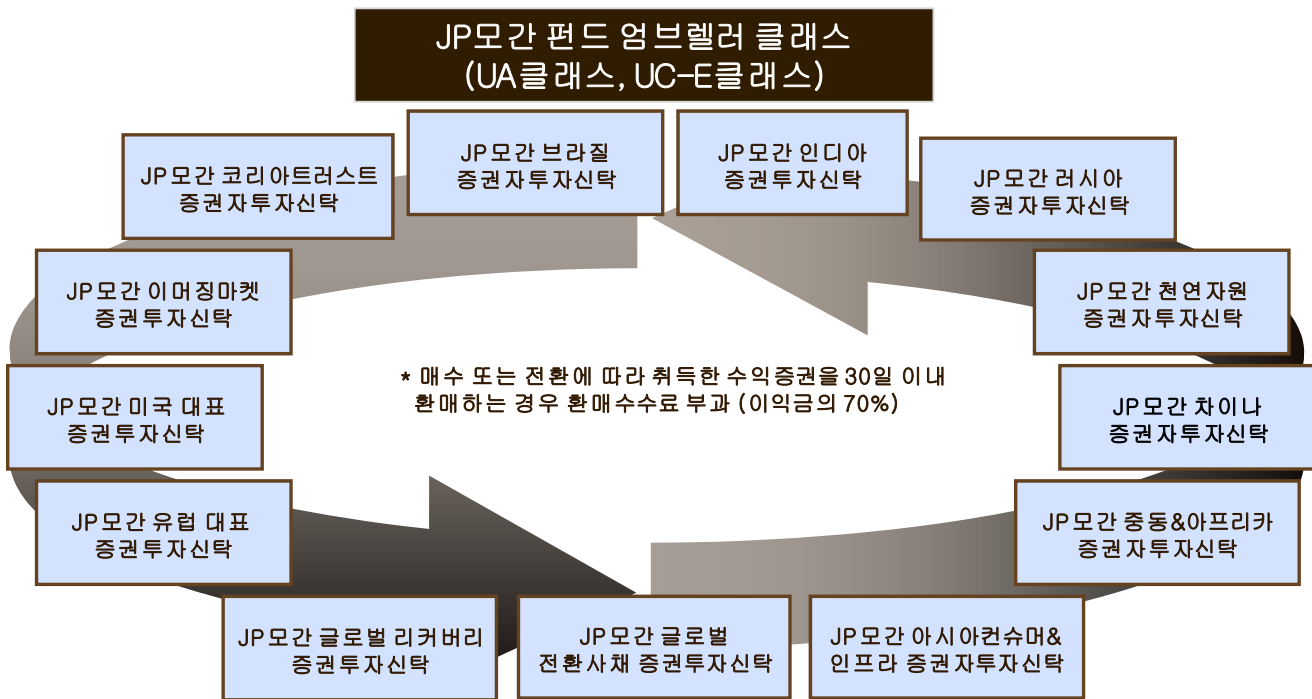 JP모간 펀드 엄브렐러 클래스
(UA클래스, UC-E클래스)
JP모간 브라질
증권자투자신탁
JP모간 인디아
증권투자신탁
JP모간 코리아트러스트
증권자투자신탁
JP모간 러시아
증권자투자신탁
JP모간 이머징마켓
증권투자신탁
JP모간 천연자원
증권자투자신탁
* 매수 또는 전환에 따라 취득한 수익증권을 30일 이내
환매하는 경우 환매수수료 부과 (이익금의 70%)
JP모간 미국 대표
증권투자신탁
JP모간 차이나
증권자투자신탁
JP모간 유럽 대표
증권투자신탁
JP모간 중동&아프리카
증권자투자신탁
JP모간 글로벌 리커버리
증권투자신탁
JP모간 글로벌
전환사채 증권투자신탁
JP모간 아시아컨슈머&
인프라 증권자투자신탁